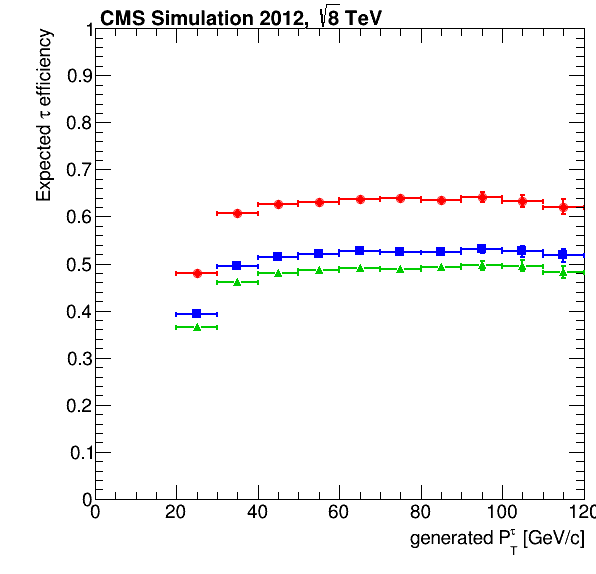 CMS Simulation 2012, √8 TeV
Expected τ efficiency
1
0.9
0.8
0.7
0.6
0.5
0.4
0.3
0.2
0.1
0
0 20 40 60 80 100 120
generated P_T^τ [GeV/c]